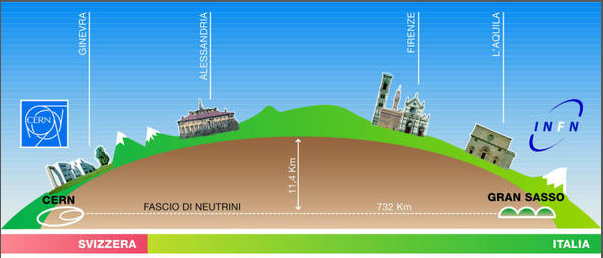 GINEVRA
ALESSANDRIA
FIRENZE
L'AQUILA
CERN
INFN
11.4 Km
CERN
FASCIO DI NEUTRINI
732 Km
GRAN SASSO
SVIZZERA
ITALIA